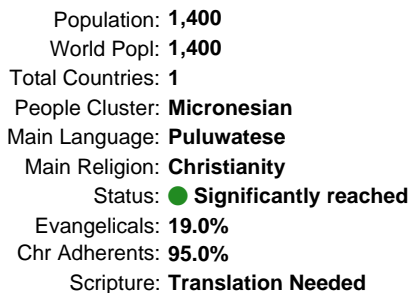 Population: 1,400
World Popl: 1,400
Total Countries: 1
People Cluster: Micronesian
Main Language: Puluwatese
Main Religion: Christianity
Status: Significantly reached
Evangelicals: 19.0%
Chr Adherents: 95.0%
Scripture: Translation Needed